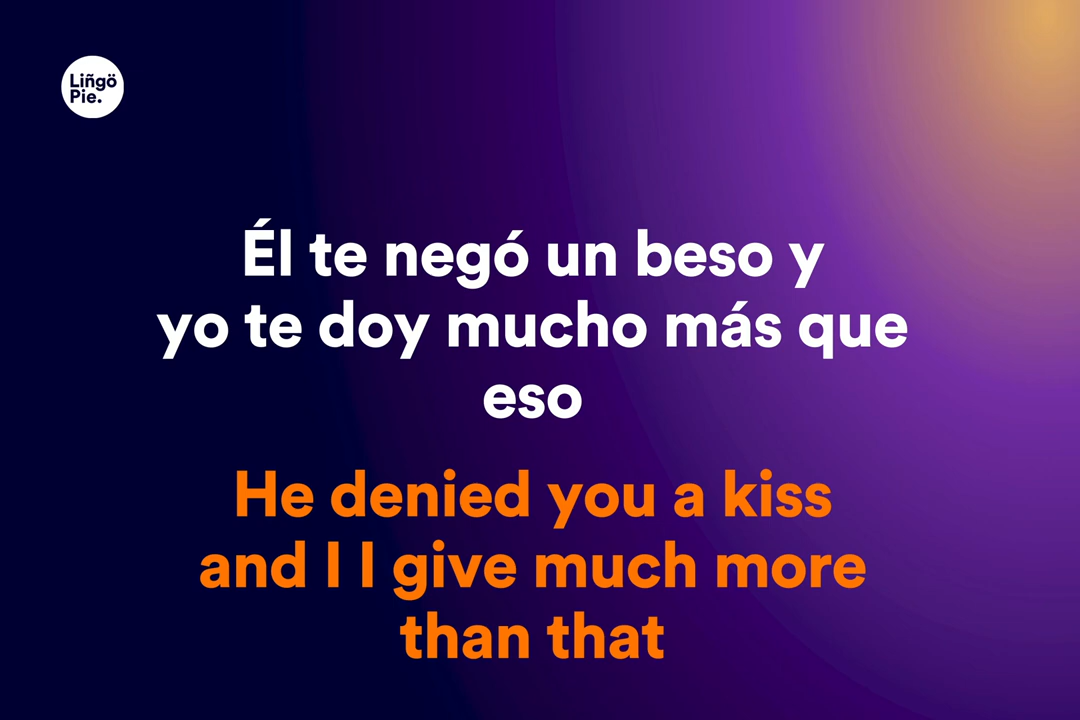 Liñgö
Pie.
Él te negó un beso y
yo te doy mucho más que
eso
He denied you a kiss
and I I give much more
than that